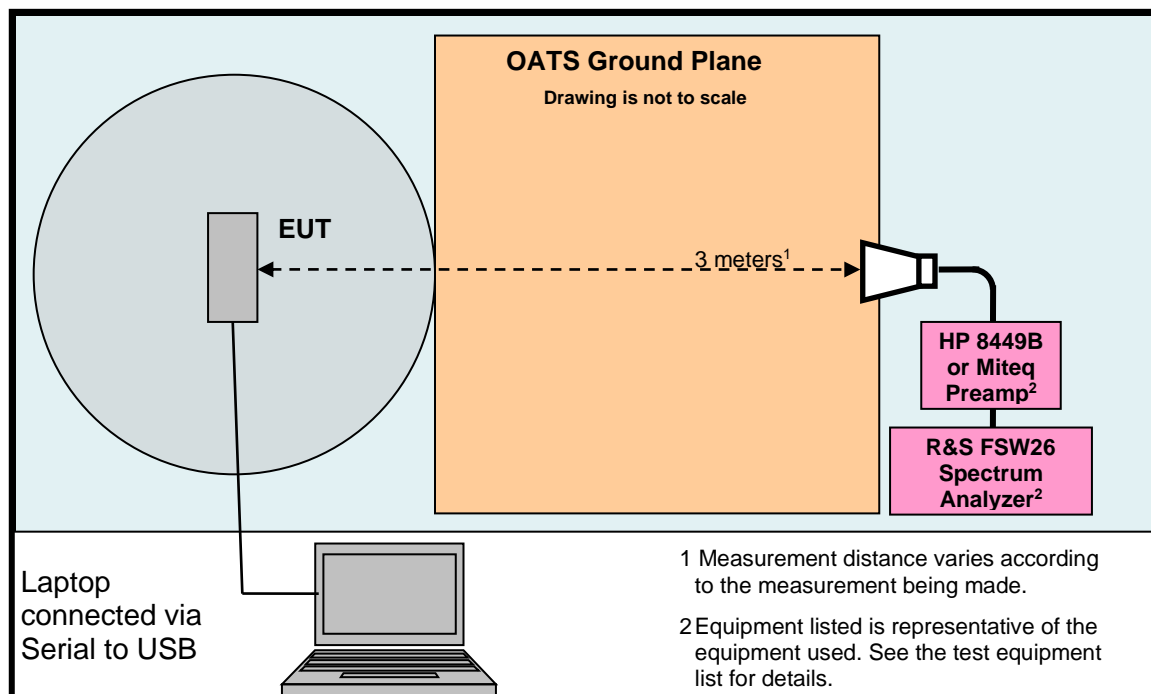 OATS Ground Plane
Drawing is not to scale
EUT
3 meters1
HP 8449B
or Miteq
Preamp2
R&S FSW26
Spectrum
Analyzer2
Laptop
connected via
Serial to USB
1 Measurement distance varies according
to the measurement being made.
2 Equipment listed is representative of the
equipment used. See the test equipment
list for details.